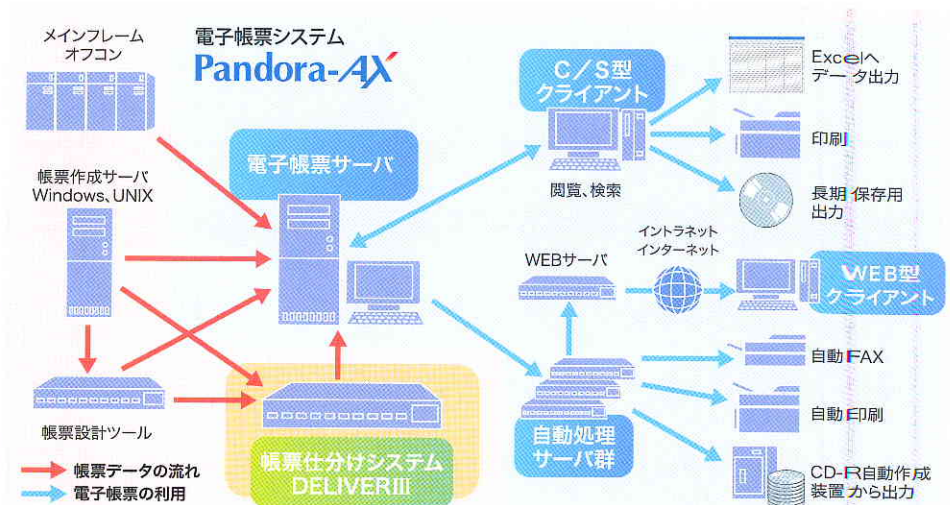 メインフレーム
オフコン
電子帳票システム
Pandora-AX
帳票作成サーバ
Windows、UNIX
電子帳票サーバ
C／S型
クライアント
閲覧、検索
Excelへ
データ出力
印刷
長期保存用
出力
WEBサーバ
イントラネット
インターネット
WEB型
クライアント
帳票設計ツール
帳票仕分けシステム
DELIVERⅢ
自動処理
サーバ群
自動FAX
自動印刷
CD-R自動作成
装置から出力
帳票データの流れ
電子帳票の利用